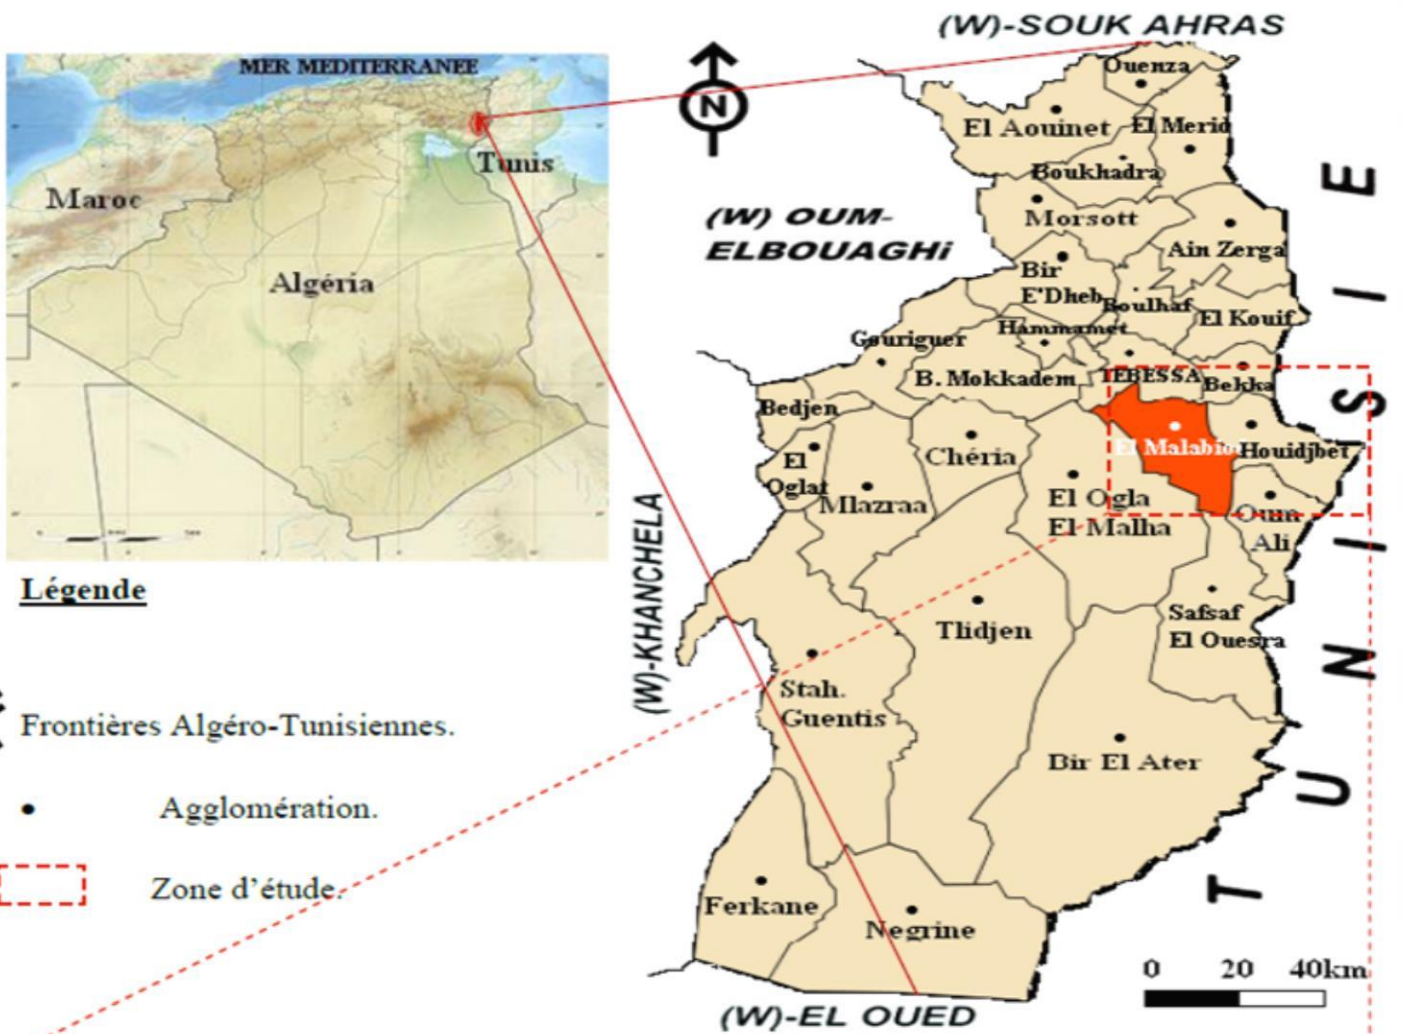 (W)-SOUK AHRAS
MER MEDITERRANEE
Tunis
Maroc
Algéria
N
Ouenza
El Aouinet
El Merid
Boukhadra
Morsott
(W) OUM-
ELBOUAGHi
Ain Zerga
Bir
E'Dheb
Boulhaf
El Kouif
Hammamet
Gouriguer
B. Mokkadem
TEBESSA
Bekka
Bedjen
El Malabiod
Houidjbet
Chéria
El
Oglat
Mlazraa
El Ogla
El Malha
Oum
Ali
(W)-KHANCHELA
Safsaf
El Ouesra
Tlidjen
Stah.
Guentis
Bir El Ater
Ferkane
Negrine
TUNISIE
0 20 40km
(W)-EL OUED
Légende
Frontières Algéro-Tunisiennes.
Agglomération.
Zone d'étude.